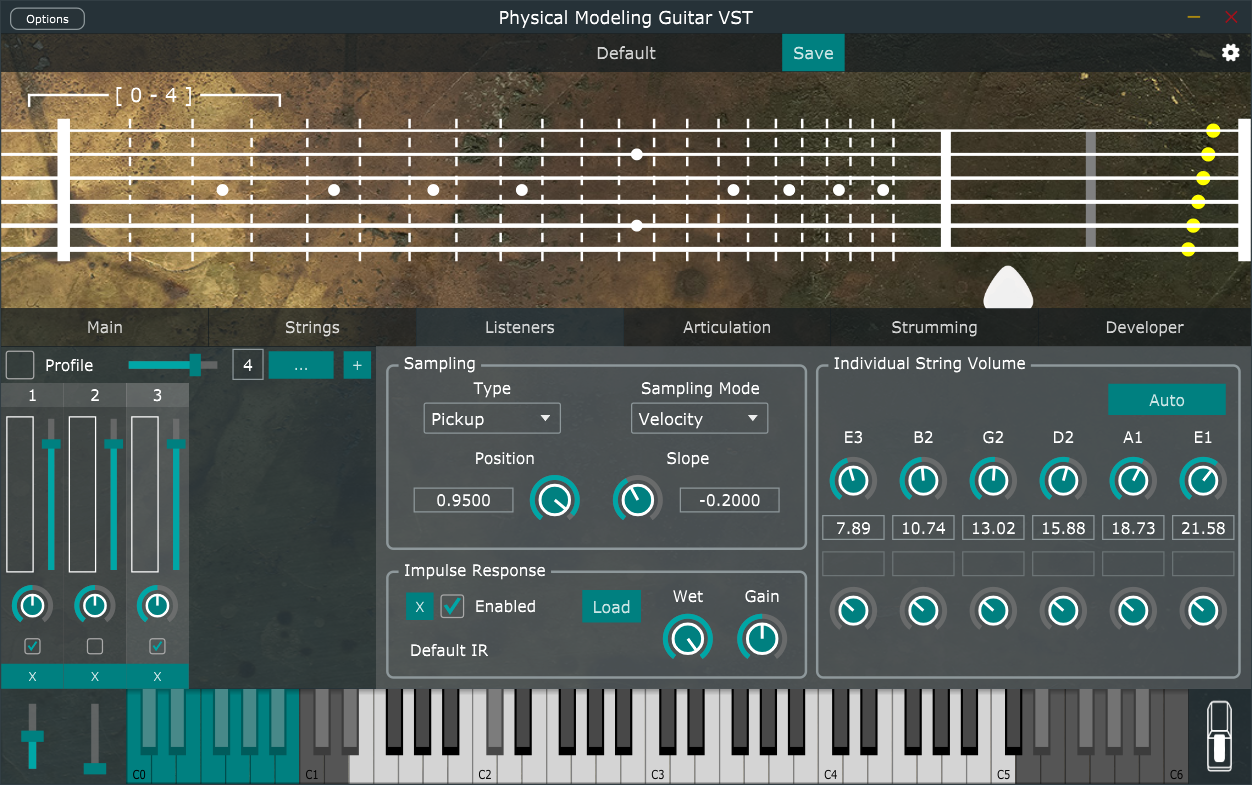 Options
Physical Modeling Guitar VST
Default
Save
[ 0 - 4 ]
Main
Strings
Listeners
Articulation
Strumming
Developer
Profile
4
...
+
1
2
3
X
X
X
Sampling
Type
Sampling Mode
Pickup
Velocity
Position
Slope
0.9500
-0.2000
Impulse Response
X
Enabled
Load
Wet
Gain
Default IR
Individual String Volume
Auto
E3
B2
G2
D2
A1
E1
7.89
10.74
13.02
15.88
18.73
21.58
C0
C1
C2
C3
C4
C5
C6